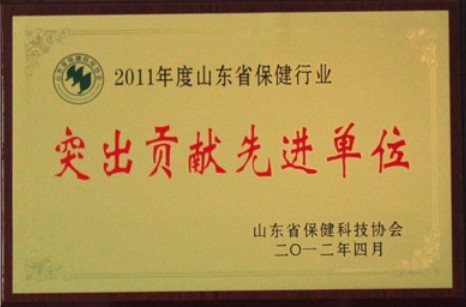 2011年度山东省保健行业
突出贡献先进单位
山东省保健科技协会
二〇一二年四月